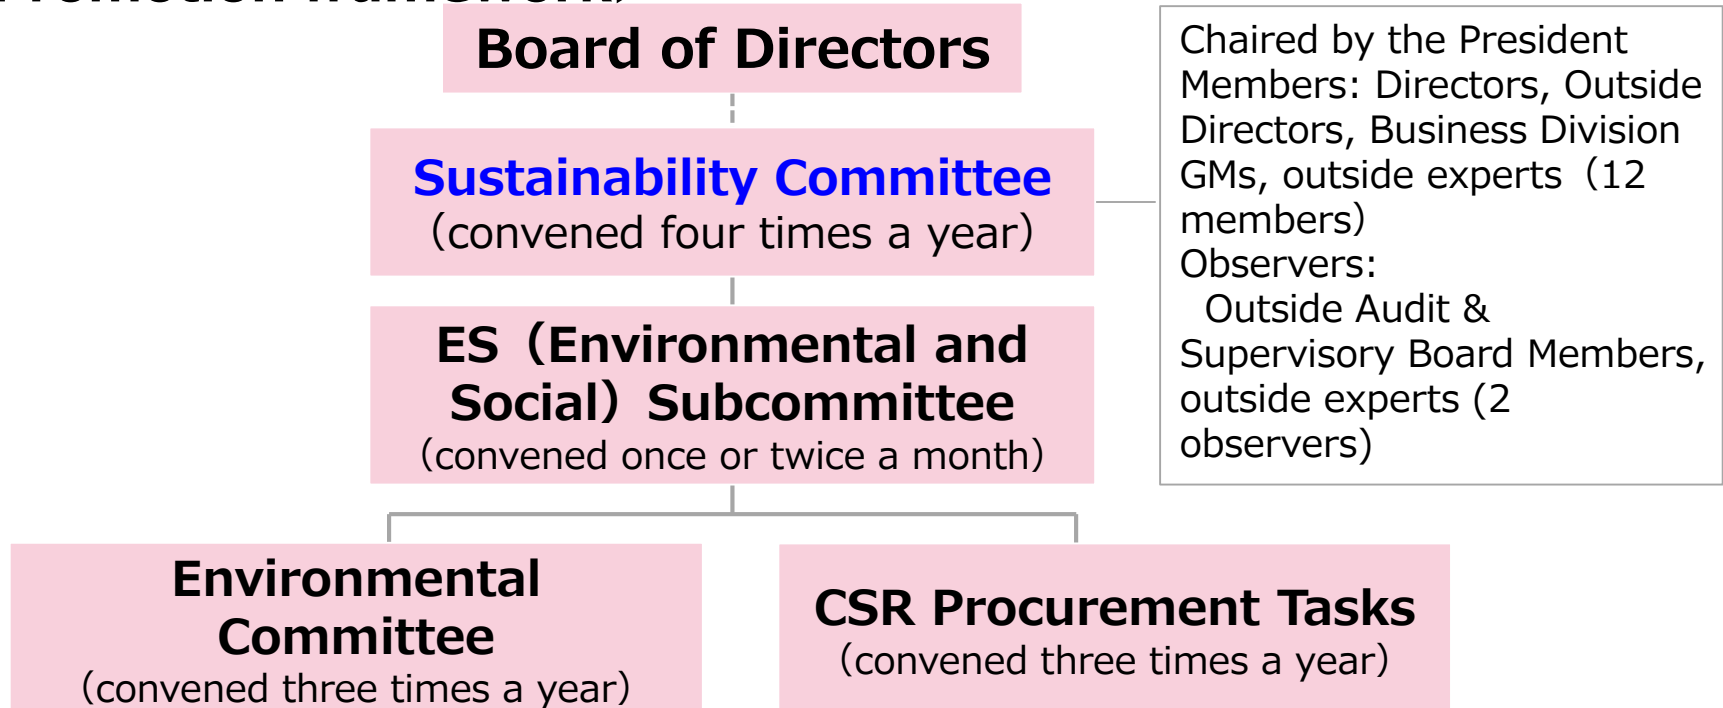 Promotion framework〉
Board of Directors
Sustainability Committee
（convened four times a year）
ES（Environmental and
Social）Subcommittee
（convened once or twice a month）
Environmental
Committee
（convened three times a year）
CSR Procurement Tasks
（convened three times a year）
Chaired by the President
Members: Directors, Outside
Directors, Business Division
GMs, outside experts（12
members）
Observers:
Outside Audit &
Supervisory Board Members,
outside experts (2
observers)